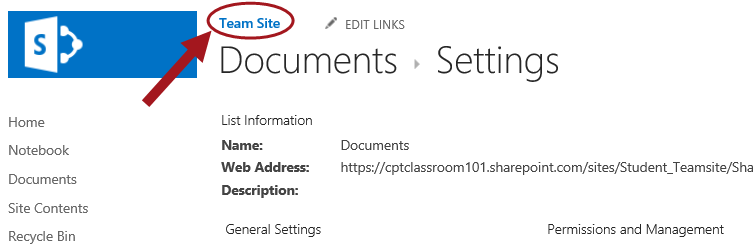 Team Site
EDIT LINKS
Documents ▸ Settings
Home
Notebook
Documents
Site Contents
Recycle Bin
List Information
Name: Documents
Web Address: https://cptclassroom101.sharepoint.com/sites/Student_Teamsite/Sha
Description:
General Settings Permissions and Management